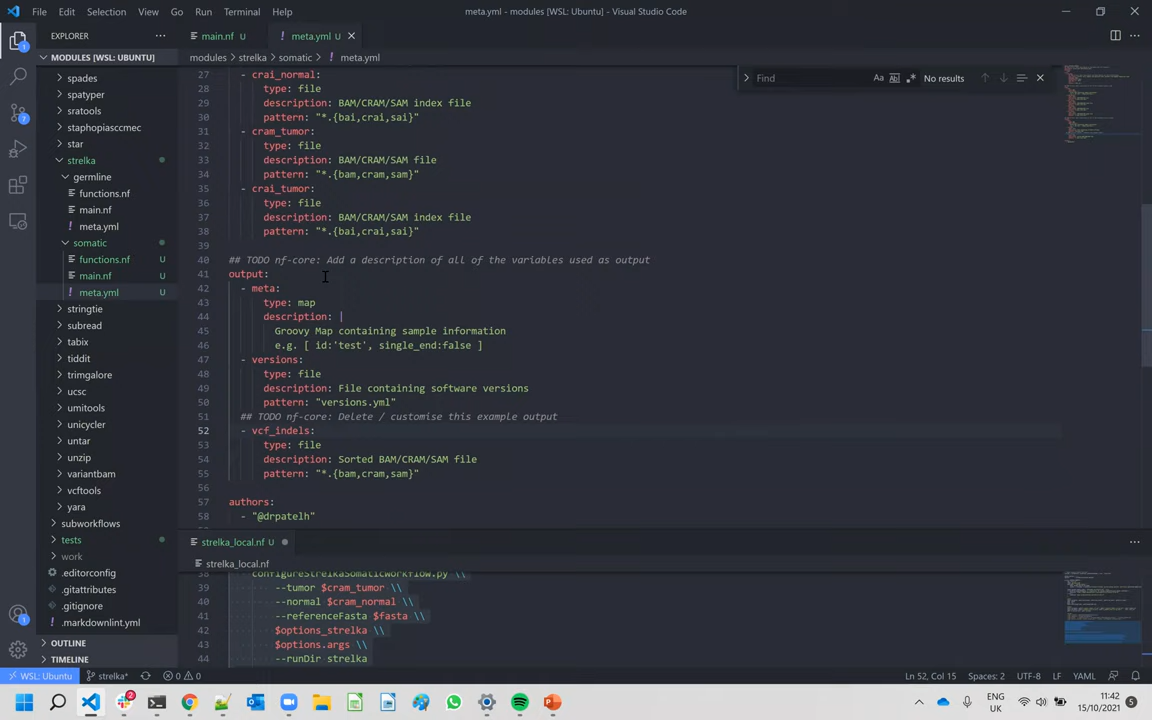 File Edit Selection View Go Run Terminal Help
meta.yml - modules [WSL: Ubuntu] - Visual Studio Code
EXPLORER
MODULES [WSL: UBUNTU]
spades
spatyper
sratools
staphopiasccmec
star
strelka
germline
functions.nf
main.nf
meta.yml
somatic
functions.nf U
main.nf U
meta.yml U
stringtie
subread
tabix
tiddit
trimgalore
ucsc
umitools
unicycler
untar
unzip
variantbam
vcftools
yara
subworkflows
tests
work
.editorconfig
.gitattributes
.gitignore
.markdownlint.yml
OUTLINE
TIMELINE
main.nf U
! meta.yml U
modules > strelka > somatic > ! meta.yml
Find Aa ab No results
27 - crai_normal:
28 type: file
29 description: BAM/CRAM/SAM index file
30 pattern: "*.{bai,crai,sai}"
31 - cram_tumor:
32 type: file
33 description: BAM/CRAM/SAM file
34 pattern: "*.{bam,cram,sam}"
35 - crai_tumor:
36 type: file
37 description: BAM/CRAM/SAM index file
38 pattern: "*.{bai,crai,sai}"
39
40 ## TODO nf-core: Add a description of all of the variables used as output
41 output:
42 - meta:
43 type: map
44 description: |
45 Groovy Map containing sample information
46 e.g. [ id:'test', single_end:false ]
47 - versions:
48 type: file
49 description: File containing software versions
50 pattern: "versions.yml"
51 ## TODO nf-core: Delete / customise this example output
52 - vcf_indels:
53 type: file
54 description: Sorted BAM/CRAM/SAM file
55 pattern: "*.{bam,cram,sam}"
56
57 authors:
58 - "@drpatelh"
strelka_local.nf U
strelka_local.nf
38 configureStrelkaSomaticWorkflow.py \\
39 --tumor $cram_tumor \\
40 --normal $cram_normal \\
41 --referenceFasta $fasta \\
42 $options_strelka \\
43 $options.args \\
44 --runDir strelka
WSL: Ubuntu strelka* 0 0
Ln 52, Col 15 Spaces: 2 UTF-8 LF YAML
ENG
UK
11:42
15/10/2021